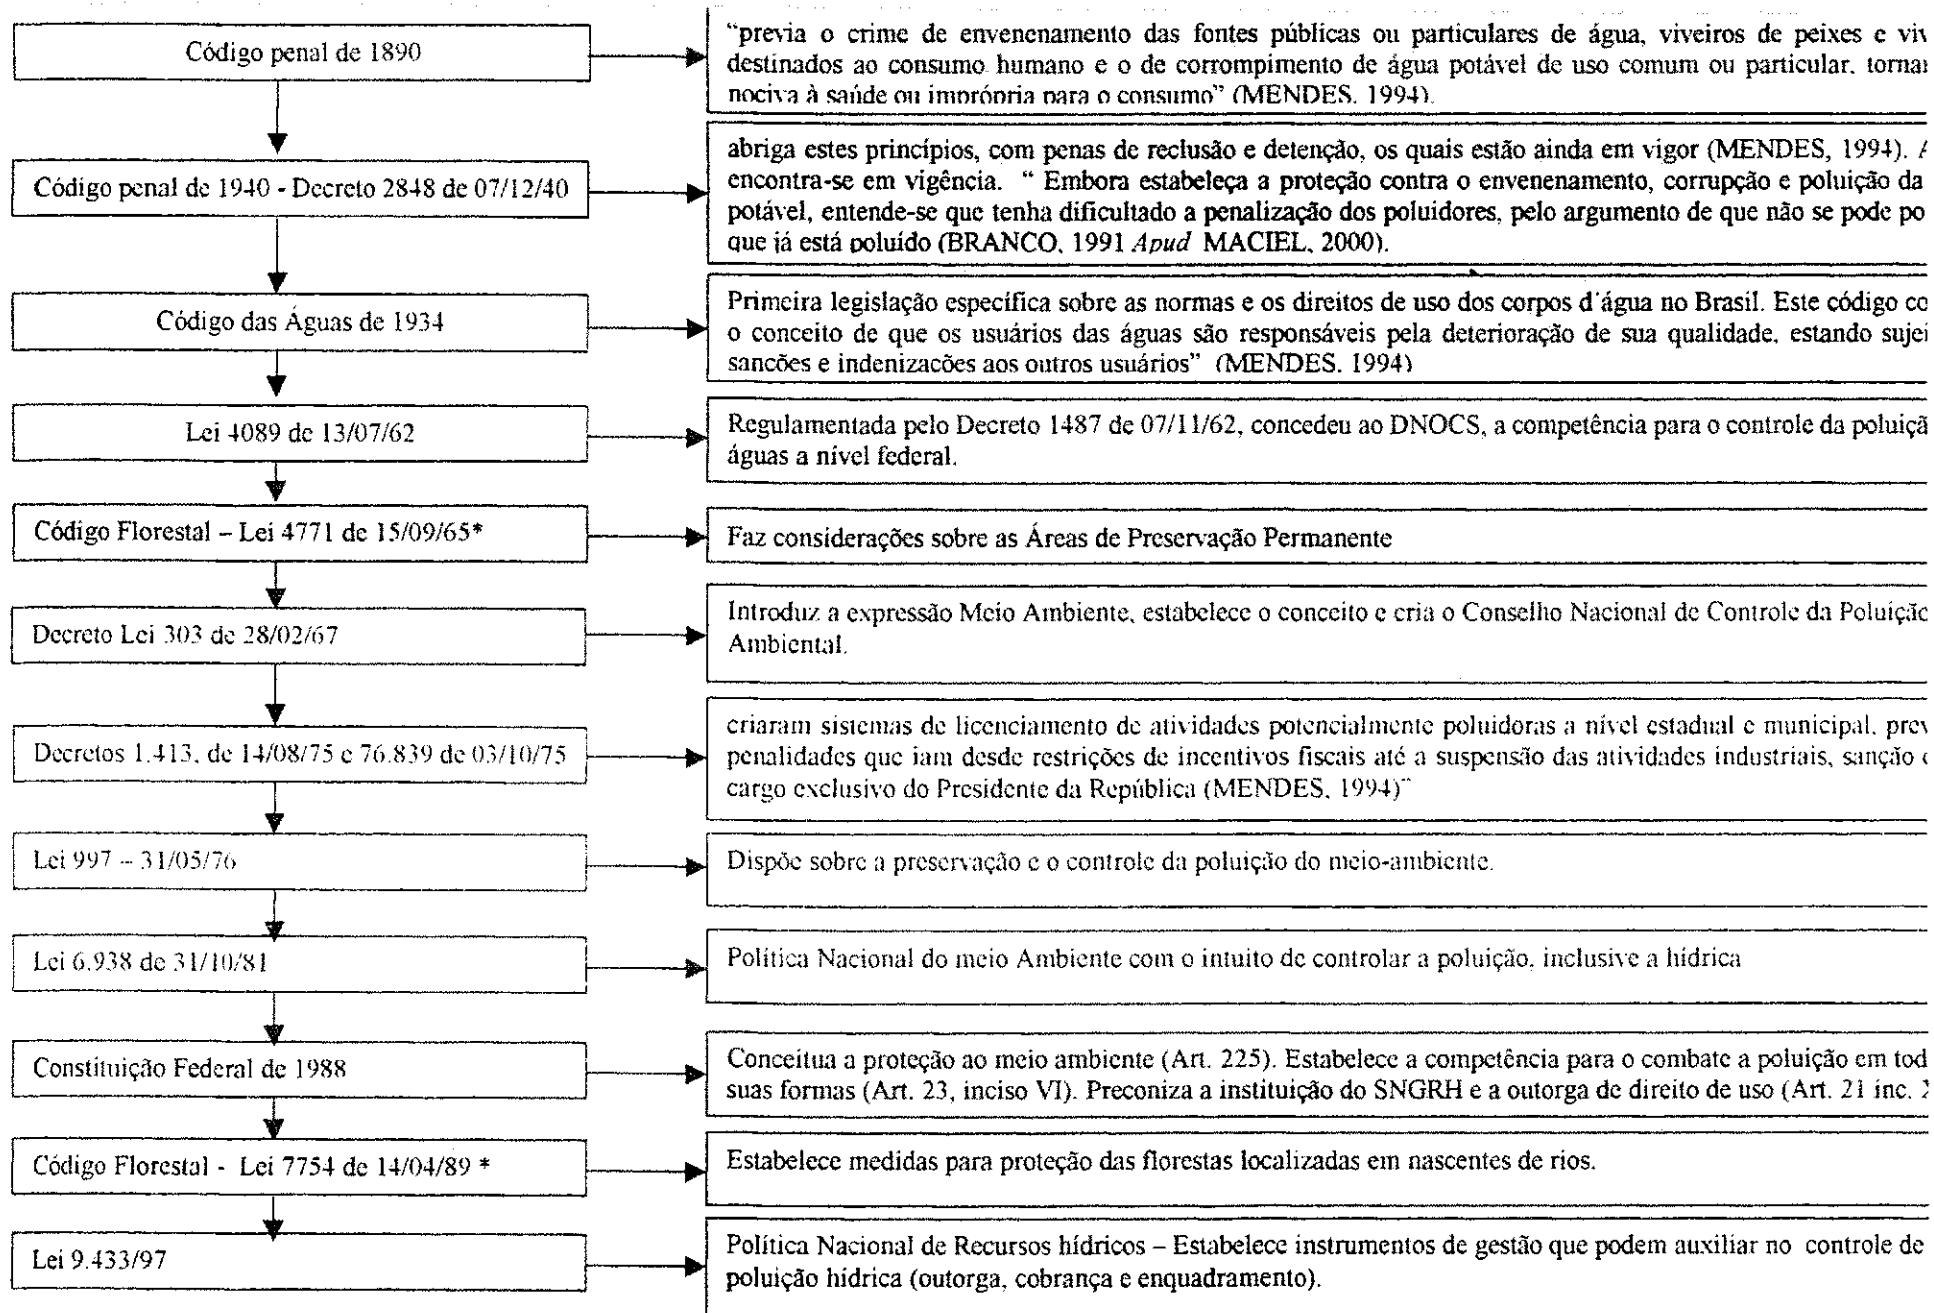 Código penal de 1890
“previa o crime de envenenamento das fontes públicas ou particulares de água, viveiros de peixes e viv
destinados ao consumo humano e o de corrompimento de água potável de uso comum ou particular, tornan
nociva à saúde ou imprópria para o consumo” (MENDES, 1994).
Código penal de 1940 - Decreto 2848 de 07/12/40
abriga estes princípios, com penas de reclusão e detenção, os quais estão ainda em vigor (MENDES, 1994).
encontra-se em vigência. “ Embora estabeleça a proteção contra o envenenamento, corrupção e poluição da
potável, entende-se que tenha dificultado a penalização dos poluidores, pelo argumento de que não se pode po
que já está poluído (BRANCO, 1991 Apud MACIEL, 2000).
Código das Águas de 1934
Primeira legislação específica sobre as normas e os direitos de uso dos corpos d'água no Brasil. Este código co
o conceito de que os usuários das águas são responsáveis pela deterioração de sua qualidade, estando sujei
sanções e indenizações aos outros usuários” (MENDES, 1994)
Lei 4089 de 13/07/62
Regulamentada pelo Decreto 1487 de 07/11/62, concedeu ao DNOCS, a competência para o controle da poluiçã
águas a nível federal.
Código Florestal – Lei 4771 de 15/09/65*
Faz considerações sobre as Áreas de Preservação Permanente
Decreto Lei 303 de 28/02/67
Introduz a expressão Meio Ambiente, estabelece o conceito e cria o Conselho Nacional de Controle da Poluição
Ambiental.
Decretos 1.413, de 14/08/75 e 76.839 de 03/10/75
criaram sistemas de licenciamento de atividades potencialmente poluidoras a nível estadual e municipal, prev
penalidades que iam desde restrições de incentivos fiscais até a suspensão das atividades industriais, sanção
cargo exclusivo do Presidente da República (MENDES, 1994)”
Lei 997 – 31/05/76
Dispõe sobre a preservação e o controle da poluição do meio-ambiente.
Lei 6.938 de 31/10/81
Política Nacional do meio Ambiente com o intuito de controlar a poluição, inclusive a hídrica
Constituição Federal de 1988
Conceitua a proteção ao meio ambiente (Art. 225). Estabelece a competência para o combate a poluição em tod
suas formas (Art. 23, inciso VI). Preconiza a instituição do SNGRH e a outorga de direito de uso (Art. 21 inc.
Código Florestal - Lei 7754 de 14/04/89 *
Estabelece medidas para proteção das florestas localizadas em nascentes de rios.
Lei 9.433/97
Política Nacional de Recursos hídricos – Estabelece instrumentos de gestão que podem auxiliar no controle de
poluição hídrica (outorga, cobrança e enquadramento).